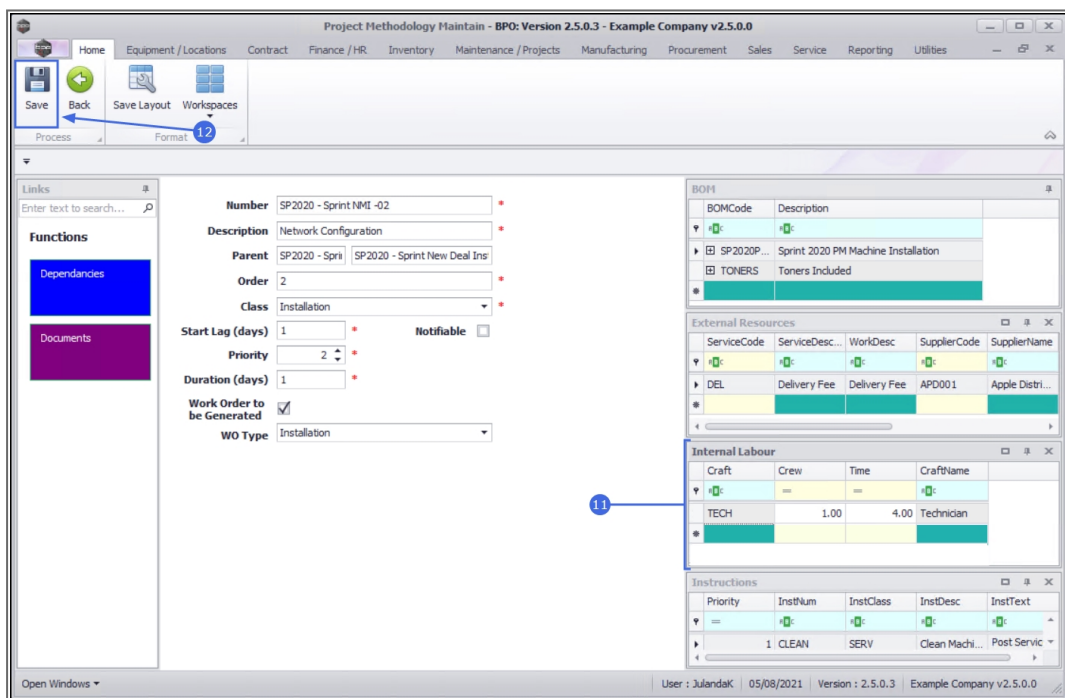 Project Methodology Maintain - BPO: Version 2.5.0.3 - Example Company v2.5.0.0
Home Equipment / Locations Contract Finance / HR Inventory Maintenance / Projects Manufacturing Procurement Sales Service Reporting Utilities
Save Back Save Layout Workspaces
12
Process Format
Links
Enter text to search...
Functions
Dependancies
Documents
Number SP2020 - Sprint NMI -02 *
Description Network Configuration *
Parent SP2020 - Spri SP2020 - Sprint New Deal Ins
Order 2 *
Class Installation *
Start Lag (days) 1 * Notifiable
Priority 2 *
Duration (days) 1 *
Work Order to
be Generated
WO Type Installation
BOM
BOMCode Description
SP2020P... Sprint 2020 PM Machine Installation
TONERS Toners Included
External Resources
ServiceCode ServiceDesc... WorkDesc SupplierCode SupplierName
DEL Delivery Fee Delivery Fee APD001 Apple Distri...
11
Internal Labour
Craft Crew Time CraftName
= =
TECH 1.00 4.00 Technician
Instructions
Priority InstNum InstClass InstDesc InstText
=
1 CLEAN SERV Clean Machi... Post Servic
Open Windows User : JulandaK 05/08/2021 Version : 2.5.0.3 Example Company v2.5.0.0